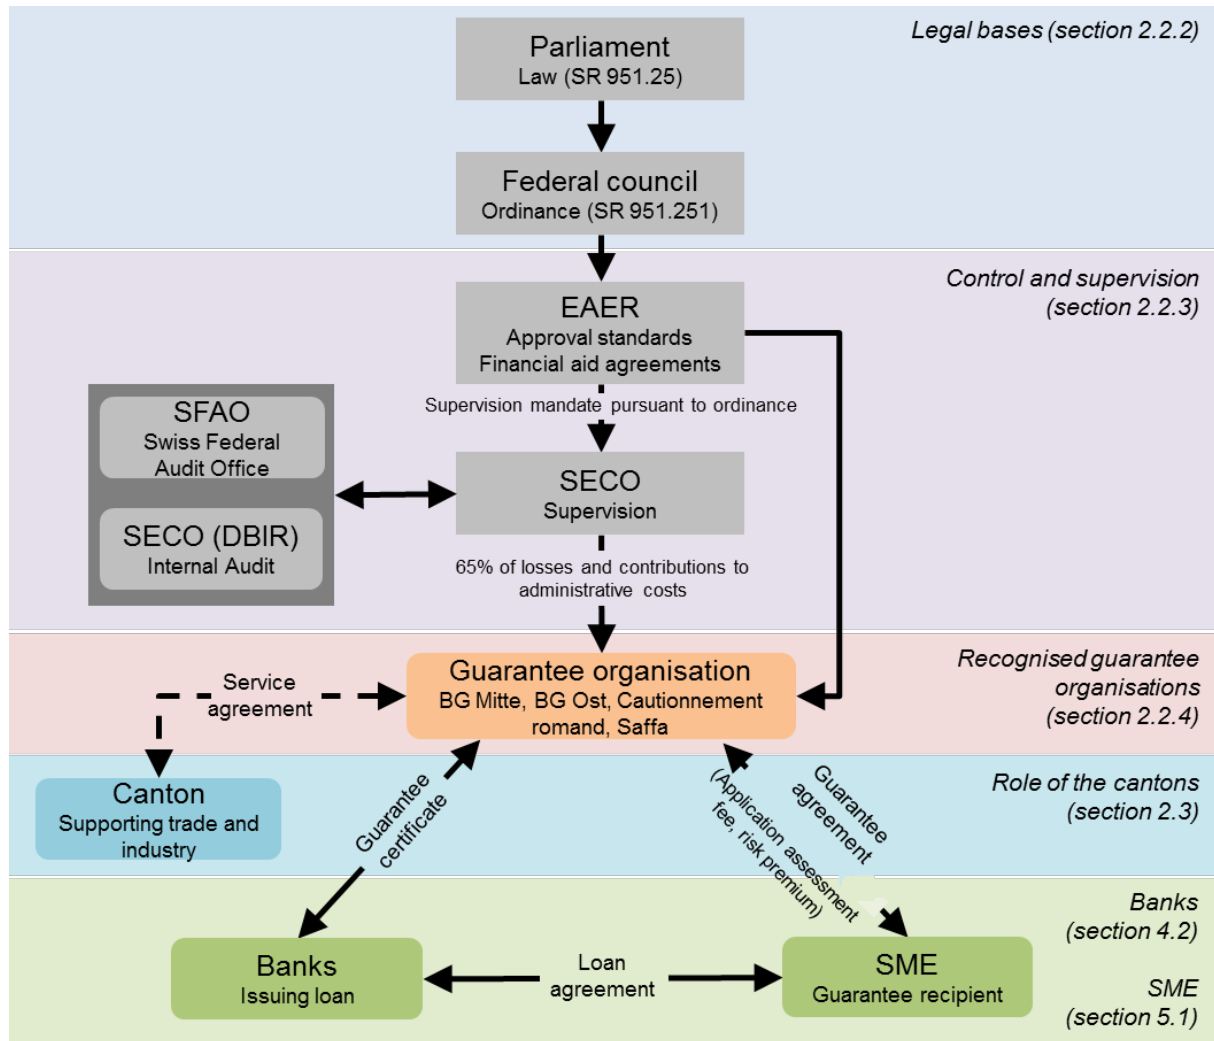 Legal bases (section 2.2.2)
Parliament
Law (SR 951.25)
Federal council
Ordinance (SR 951.251)
Control and supervision
(section 2.2.3)
EAER
Approval standards
Financial aid agreements
Supervision mandate pursuant to ordinance
SFAO
Swiss Federal
Audit Office
SECO (DBIR)
Internal Audit
SECO
Supervision
65% of losses and contributions to
administrative costs
Recognised guarantee
organisations
(section 2.2.4)
Guarantee organisation
BG Mitte, BG Ost, Cautionnement
romand, Saffa
Service
agreement
Role of the cantons
(section 2.3)
Canton
Supporting trade and
industry
Guarantee
certificate
Guarantee
agreement
(Application assessment
fee, risk premium)
Banks
(section 4.2)
SME
(section 5.1)
Banks
Issuing loan
Loan
agreement
SME
Guarantee recipient